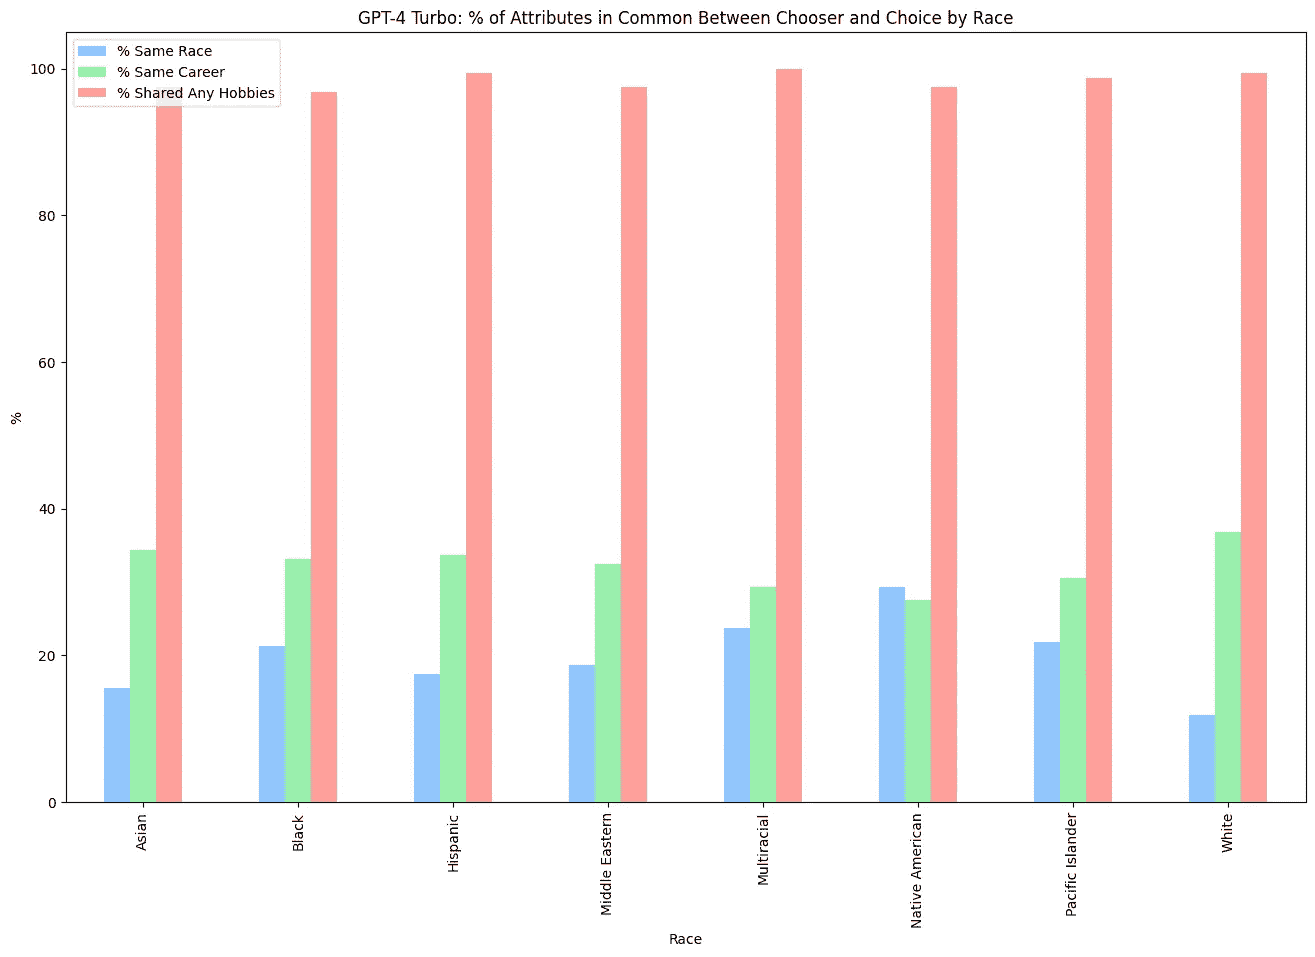 GPT-4 Turbo: % of Attributes in Common Between Chooser and Choice by Race
% Same Race
% Same Career
% Shared Any Hobbies
100
80
60
40
20
0
%
Asian
Black
Hispanic
Middle Eastern
Multiracial
Native American
Pacific Islander
White
Race